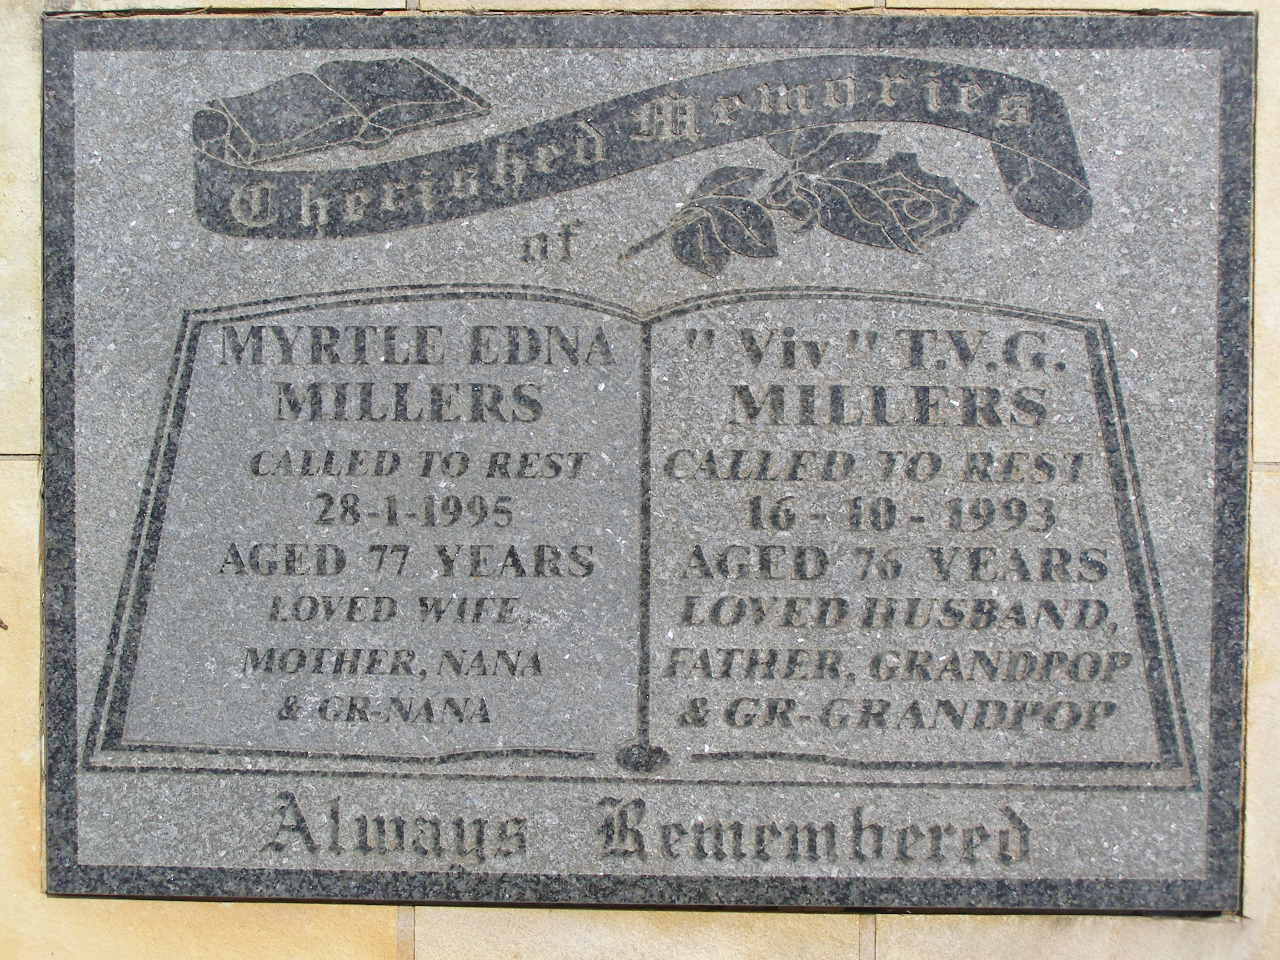 Cherished Memories
of
MYRTLE EDNA
MILLERS
CALLED TO REST
28-1-1995
AGED 77 YEARS
LOVED WIFE,
MOTHER, NANA
& GR-NANA
"Viv" T.V.G.
MILLERS
CALLED TO REST
16-10-1993
AGED 76 YEARS
LOVED HUSBAND,
FATHER, GRANDPOP
& GR-GRANDPOP
Always Remembered